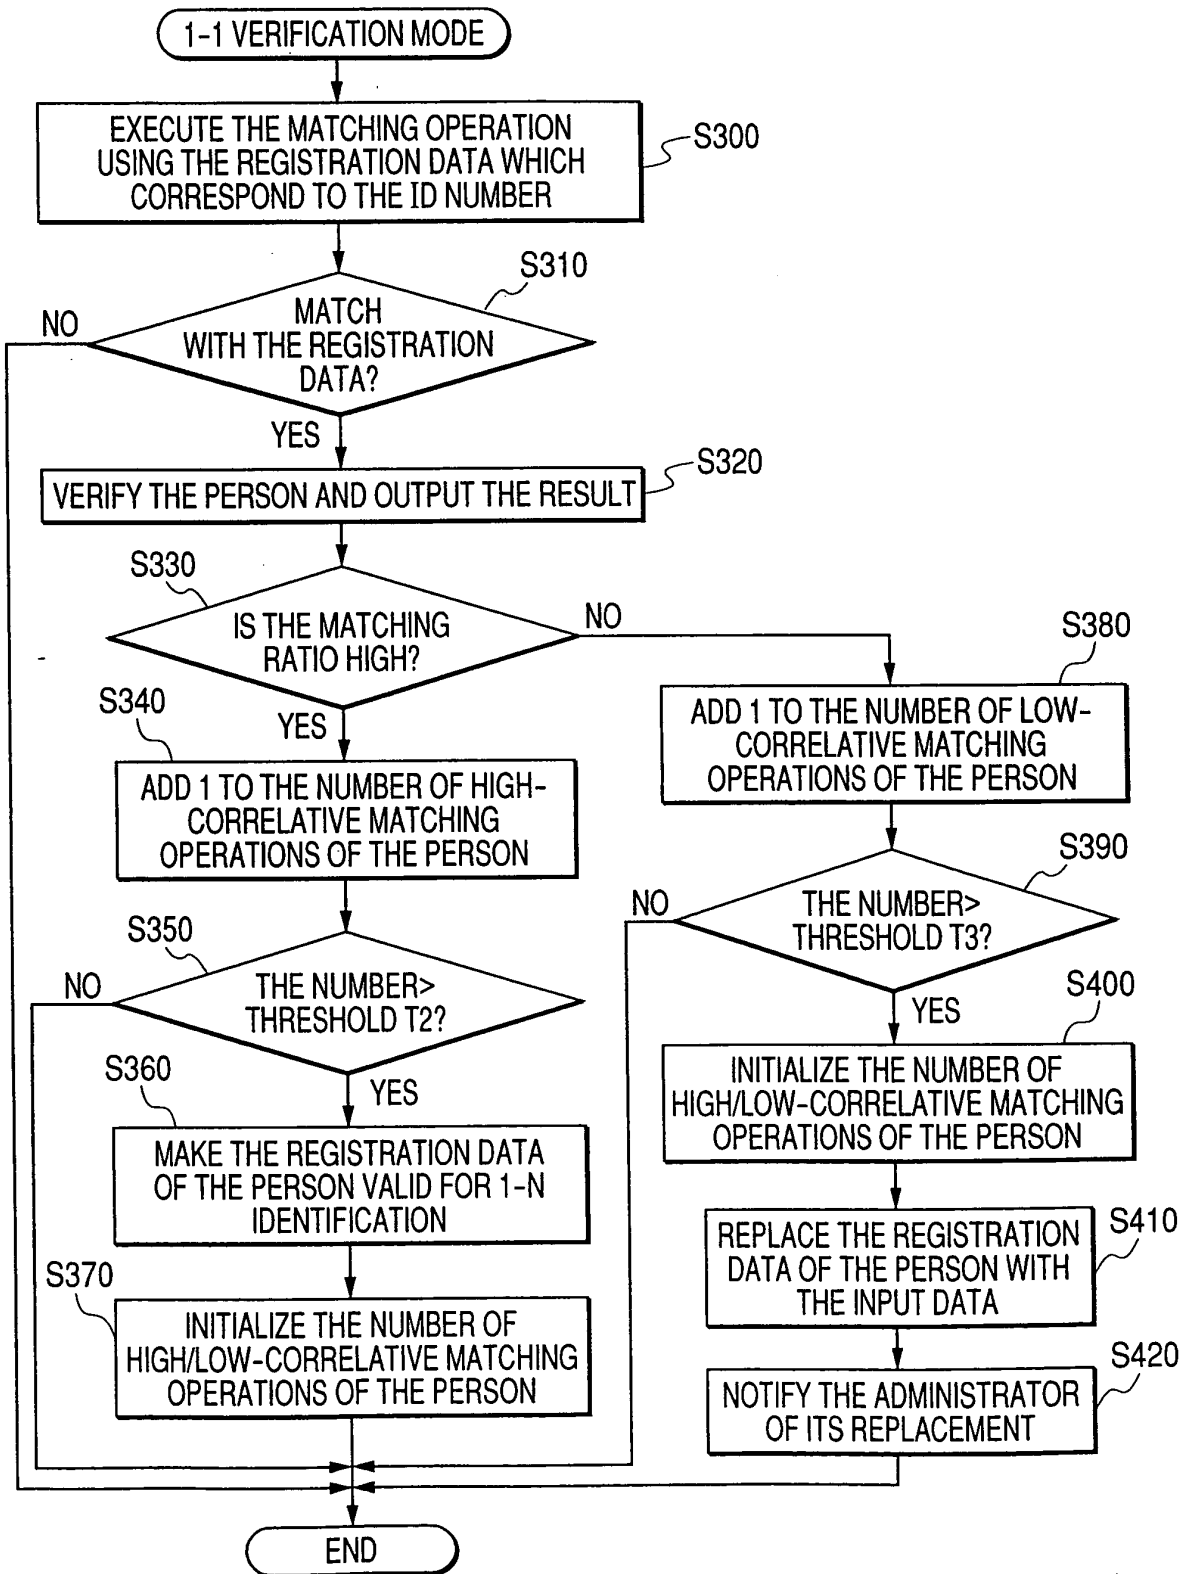 1-1 VERIFICATION MODE
EXECUTE THE MATCHING OPERATION
USING THE REGISTRATION DATA WHICH
CORRESPOND TO THE ID NUMBER
S300
S310
MATCH
WITH THE REGISTRATION
DATA?
NO
YES
S320
VERIFY THE PERSON AND OUTPUT THE RESULT
S330
IS THE MATCHING
RATIO HIGH?
NO
YES
S340
ADD 1 TO THE NUMBER OF HIGH-
CORRELATIVE MATCHING
OPERATIONS OF THE PERSON
S350
THE NUMBER>
THRESHOLD T2?
NO
YES
S360
MAKE THE REGISTRATION DATA
OF THE PERSON VALID FOR 1-N
IDENTIFICATION
S370
INITIALIZE THE NUMBER OF
HIGH/LOW-CORRELATIVE MATCHING
OPERATIONS OF THE PERSON
S380
ADD 1 TO THE NUMBER OF LOW-
CORRELATIVE MATCHING
OPERATIONS OF THE PERSON
S390
THE NUMBER>
THRESHOLD T3?
NO
YES
S400
INITIALIZE THE NUMBER OF
HIGH/LOW-CORRELATIVE MATCHING
OPERATIONS OF THE PERSON
S410
REPLACE THE REGISTRATION
DATA OF THE PERSON WITH
THE INPUT DATA
S420
NOTIFY THE ADMINISTRATOR
OF ITS REPLACEMENT
END